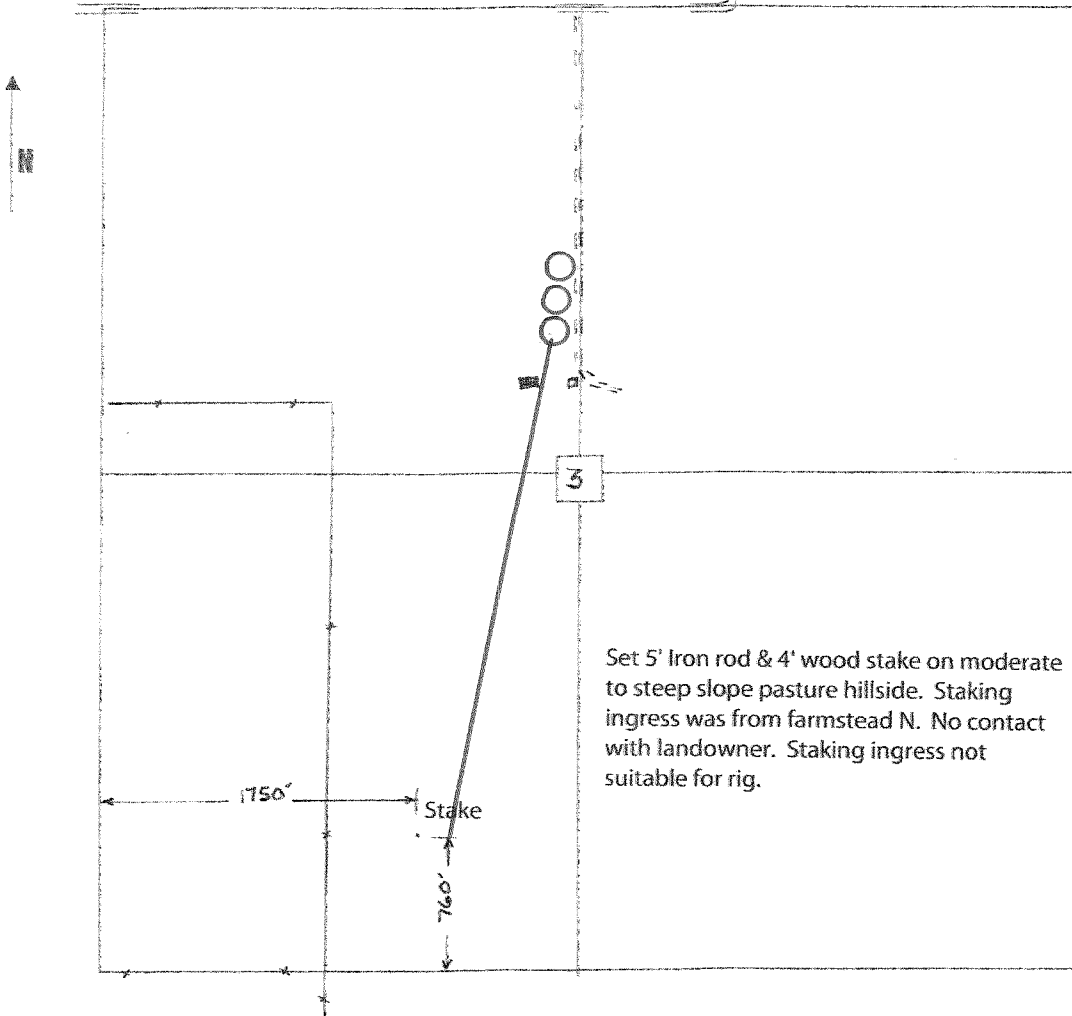 N
3
Set 5' Iron rod & 4' wood stake on moderate
to steep slope pasture hillside. Staking
ingress was from farmstead N. No contact
with landowner. Staking ingress not
suitable for rig.
1750'
Stake
760'